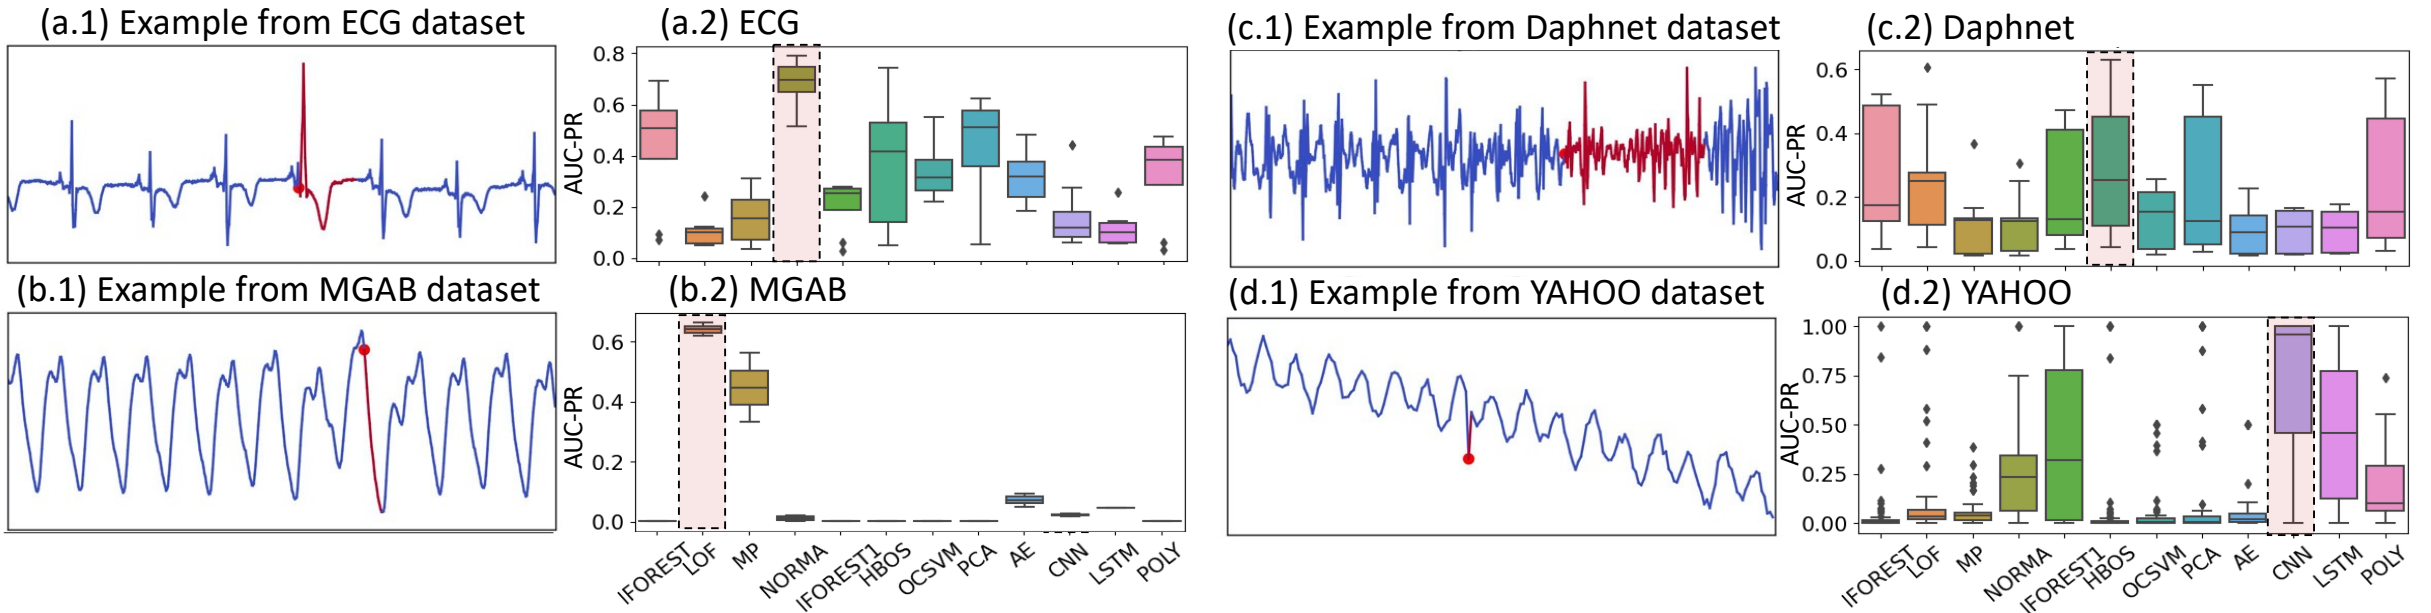 (a.1) Example from ECG dataset
(a.2) ECG
AUC-PR
0.8
0.6
0.4
0.2
0.0
(b.1) Example from MGAB dataset
(b.2) MGAB
AUC-PR
0.6
0.4
0.2
0.0
IFOREST
LOF
MP
NORMA
IFOREST1
HBOS
OCSVM
PCA
AE
CNN
LSTM
POLY
(c.1) Example from Daphnet dataset
(c.2) Daphnet
AUC-PR
0.6
0.4
0.2
0.0
(d.1) Example from YAHOO dataset
(d.2) YAHOO
AUC-PR
1.00
0.75
0.50
0.25
0.00
IFOREST
LOF
MP
NORMA
IFOREST1
HBOS
OCSVM
PCA
AE
CNN
LSTM
POLY